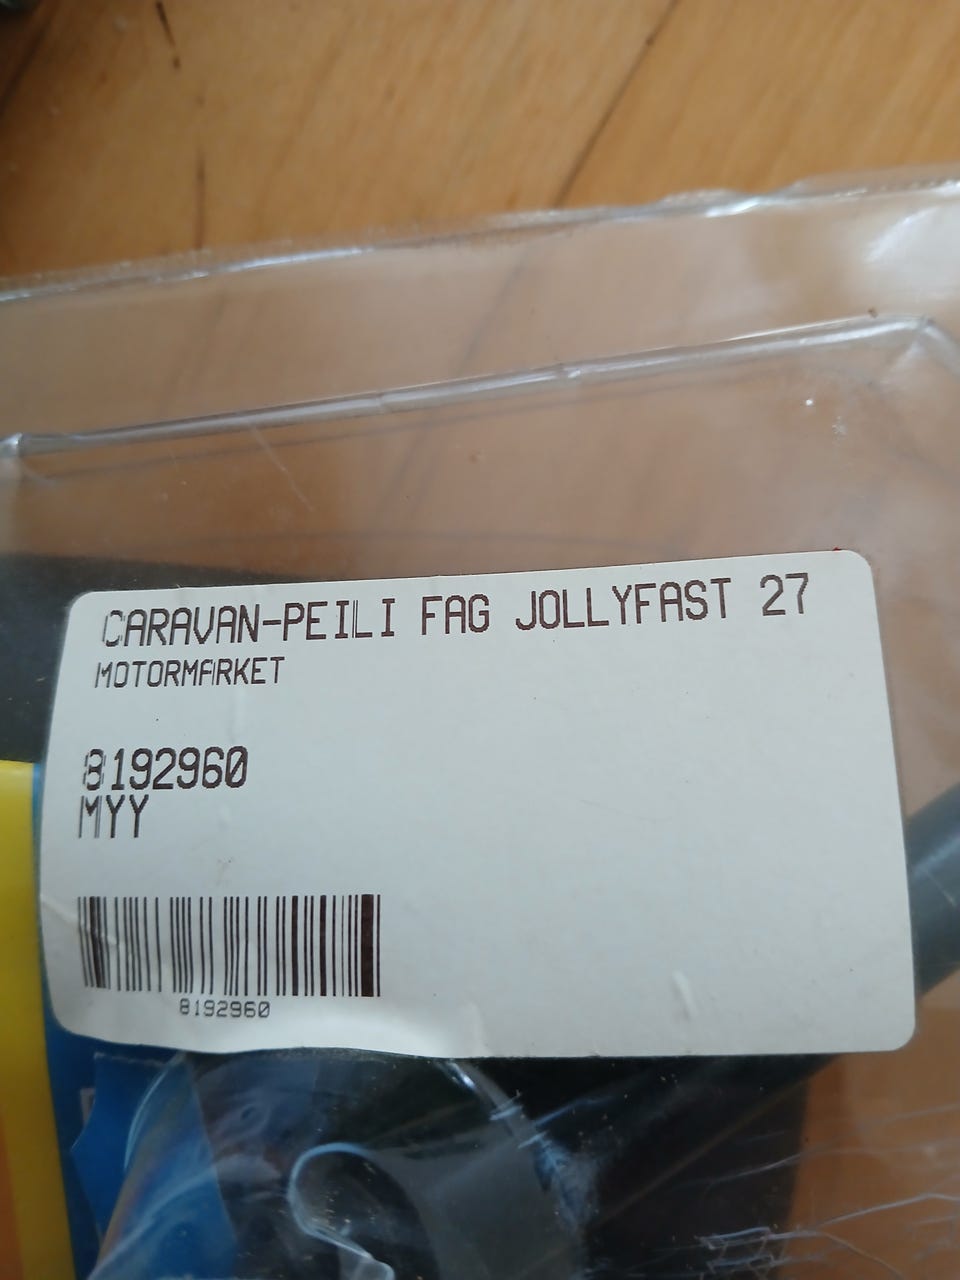 CARAVAN-PEILI FAG JOLLYFAST 27
MOTORMARKET
8192960
MYY
8192960